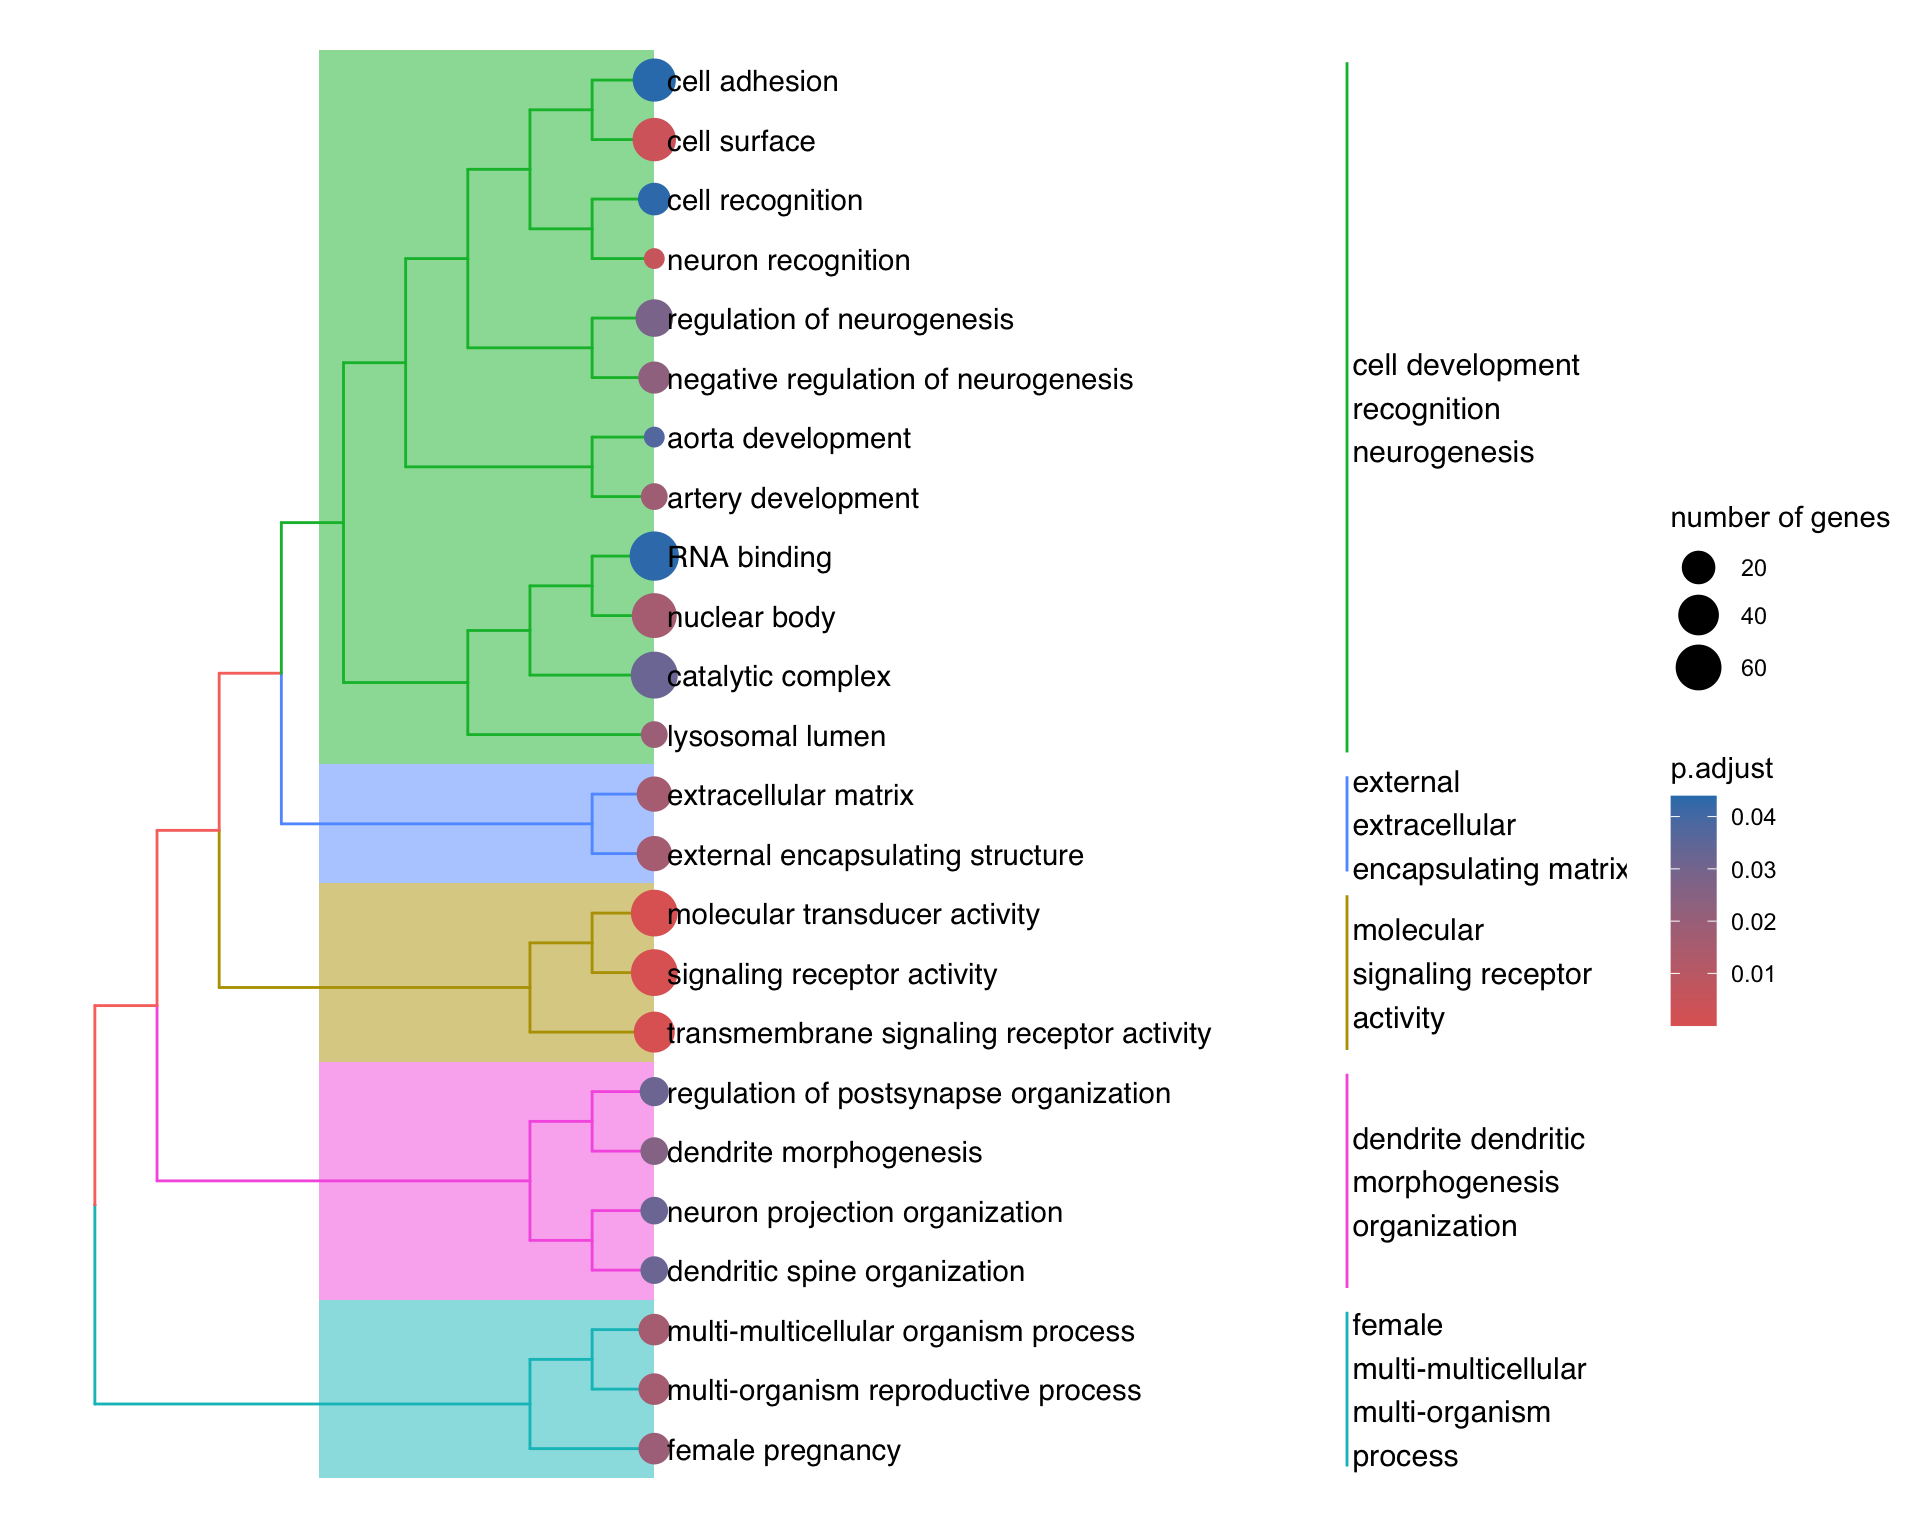 cell adhesion
cell surface
cell recognition
neuron recognition
regulation of neurogenesis
negative regulation of neurogenesis
aorta development
artery development
RNA binding
nuclear body
catalytic complex
lysosomal lumen
extracellular matrix
external encapsulating structure
molecular transducer activity
signaling receptor activity
transmembrane signaling receptor activity
regulation of postsynapse organization
dendrite morphogenesis
neuron projection organization
dendritic spine organization
multi-multicellular organism process
multi-organism reproductive process
female pregnancy
cell development
recognition
neurogenesis
external
extracellular
encapsulating matrix
molecular
signaling receptor
activity
dendrite dendritic
morphogenesis
organization
female
multi-multicellular
multi-organism
process
number of genes
20
40
60
p.adjust
0.04
0.03
0.02
0.01